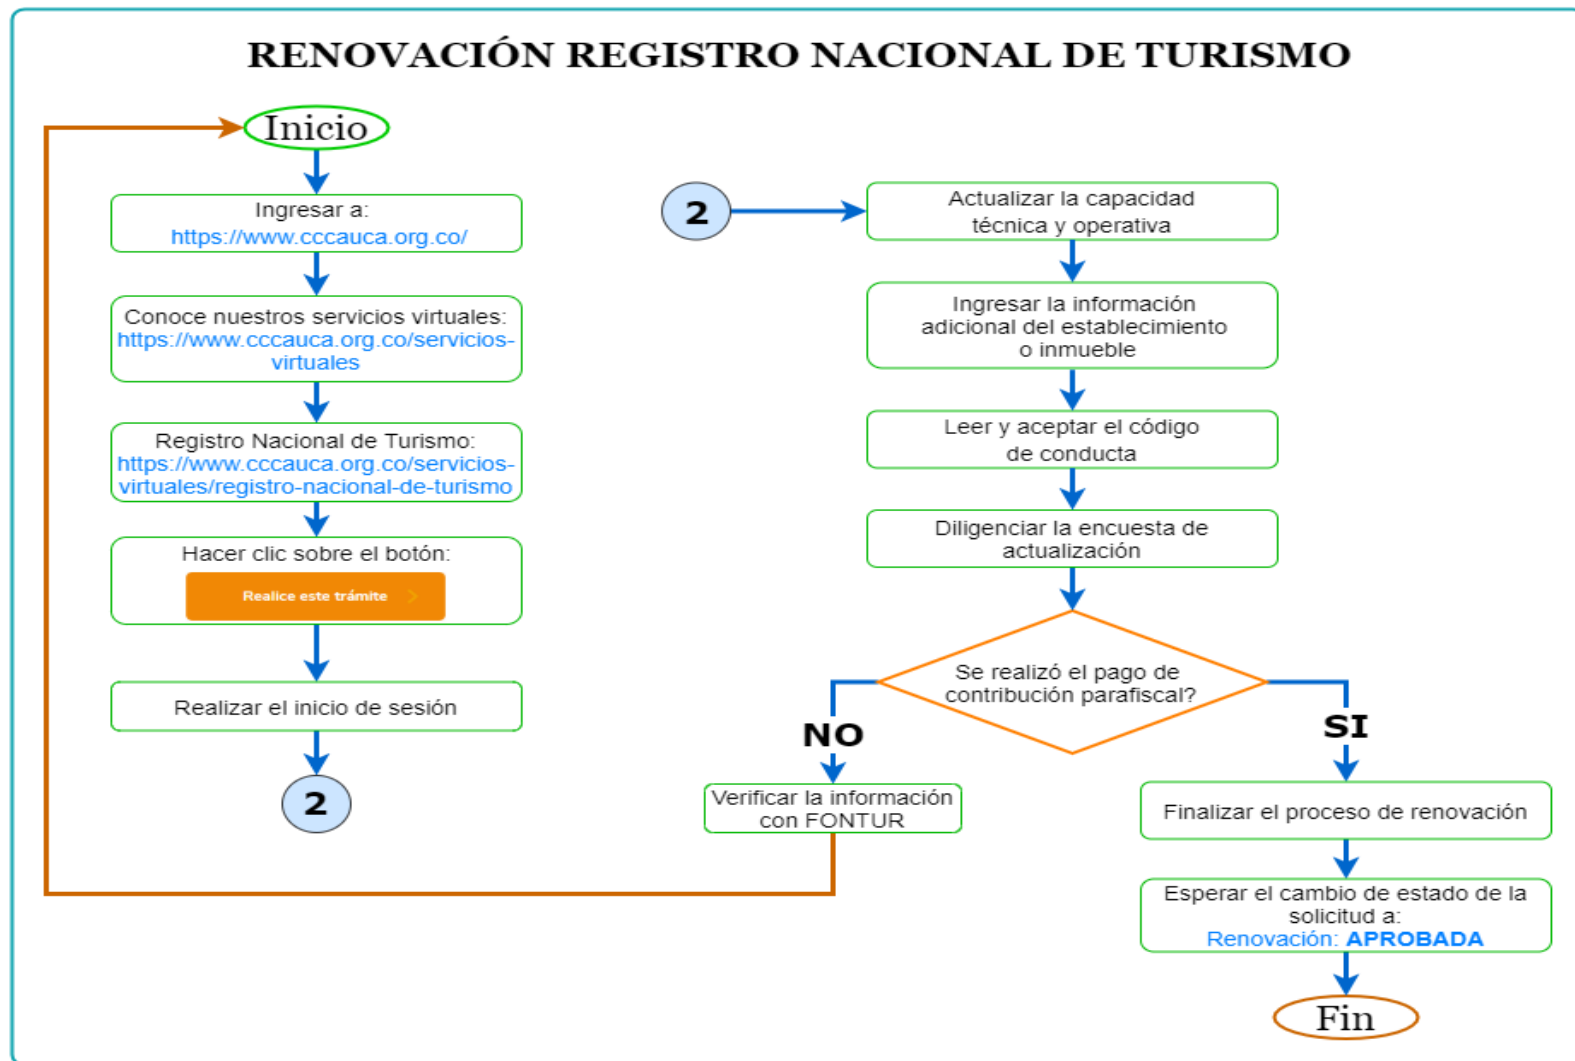 RENOVACIÓN REGISTRO NACIONAL DE TURISMO
Inicio
Ingresar a:
https://www.cccauca.org.co/
Conoce nuestros servicios virtuales:
https://www.cccauca.org.co/servicios-
virtuales
Registro Nacional de Turismo:
https://www.cccauca.org.co/servicios-
virtuales/registro-nacional-de-turismo
Hacer clic sobre el botón:
Realice este trámite >
Realizar el inicio de sesión
2
2
Actualizar la capacidad
técnica y operativa
Ingresar la información
adicional del establecimiento
o inmueble
Leer y aceptar el código
de conducta
Diligenciar la encuesta de
actualización
Se realizó el pago de
contribución parafiscal?
NO
SI
Verificar la información
con FONTUR
Finalizar el proceso de renovación
Esperar el cambio de estado de la
solicitud a:
Renovación: APROBADA
Fin